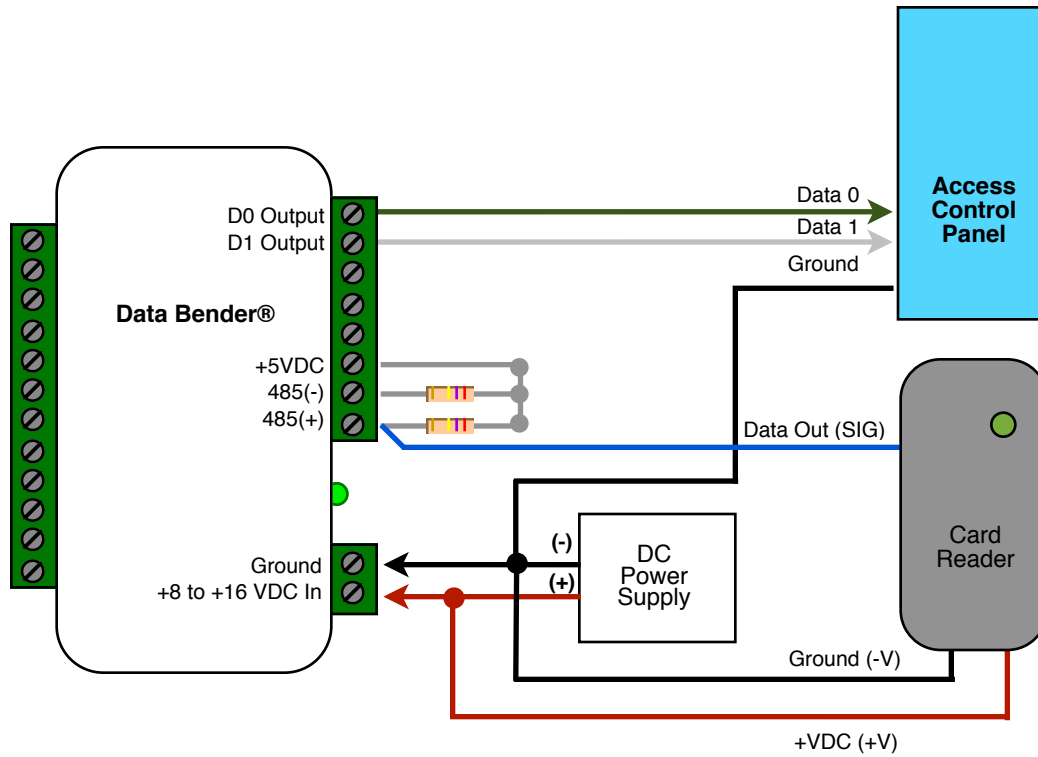 Data 0
D0 Output
Data 1
D1 Output
Ground
Access
Control
Panel
Data Bender®
+5VDC
485(-)
485(+)
Data Out (SIG)
Ground
+8 to +16 VDC In
(-)
(+)
DC
Power
Supply
Card
Reader
Ground (-V)
+VDC (+V)